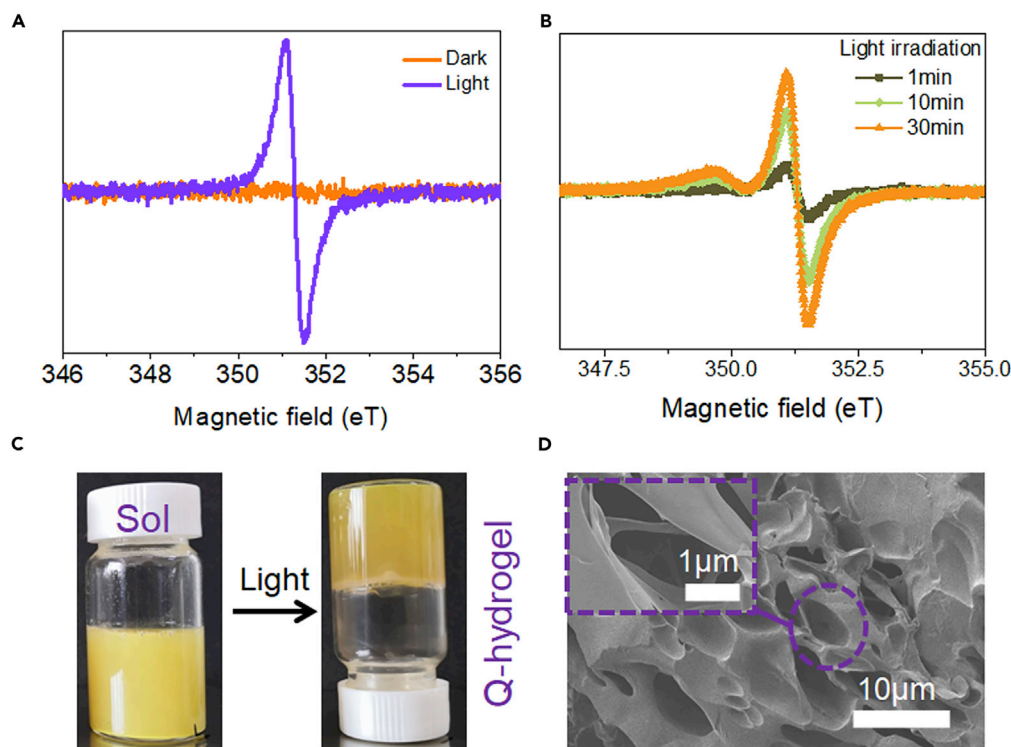 A
Dark
Light
346 348 350 352 354 356
Magnetic field (eT)
B
Light irradiation
1min
10min
30min
347.5 350.0 352.5 355.0
Magnetic field (eT)
C
Sol
Light
Q-hydrogel
D
1μm
10μm